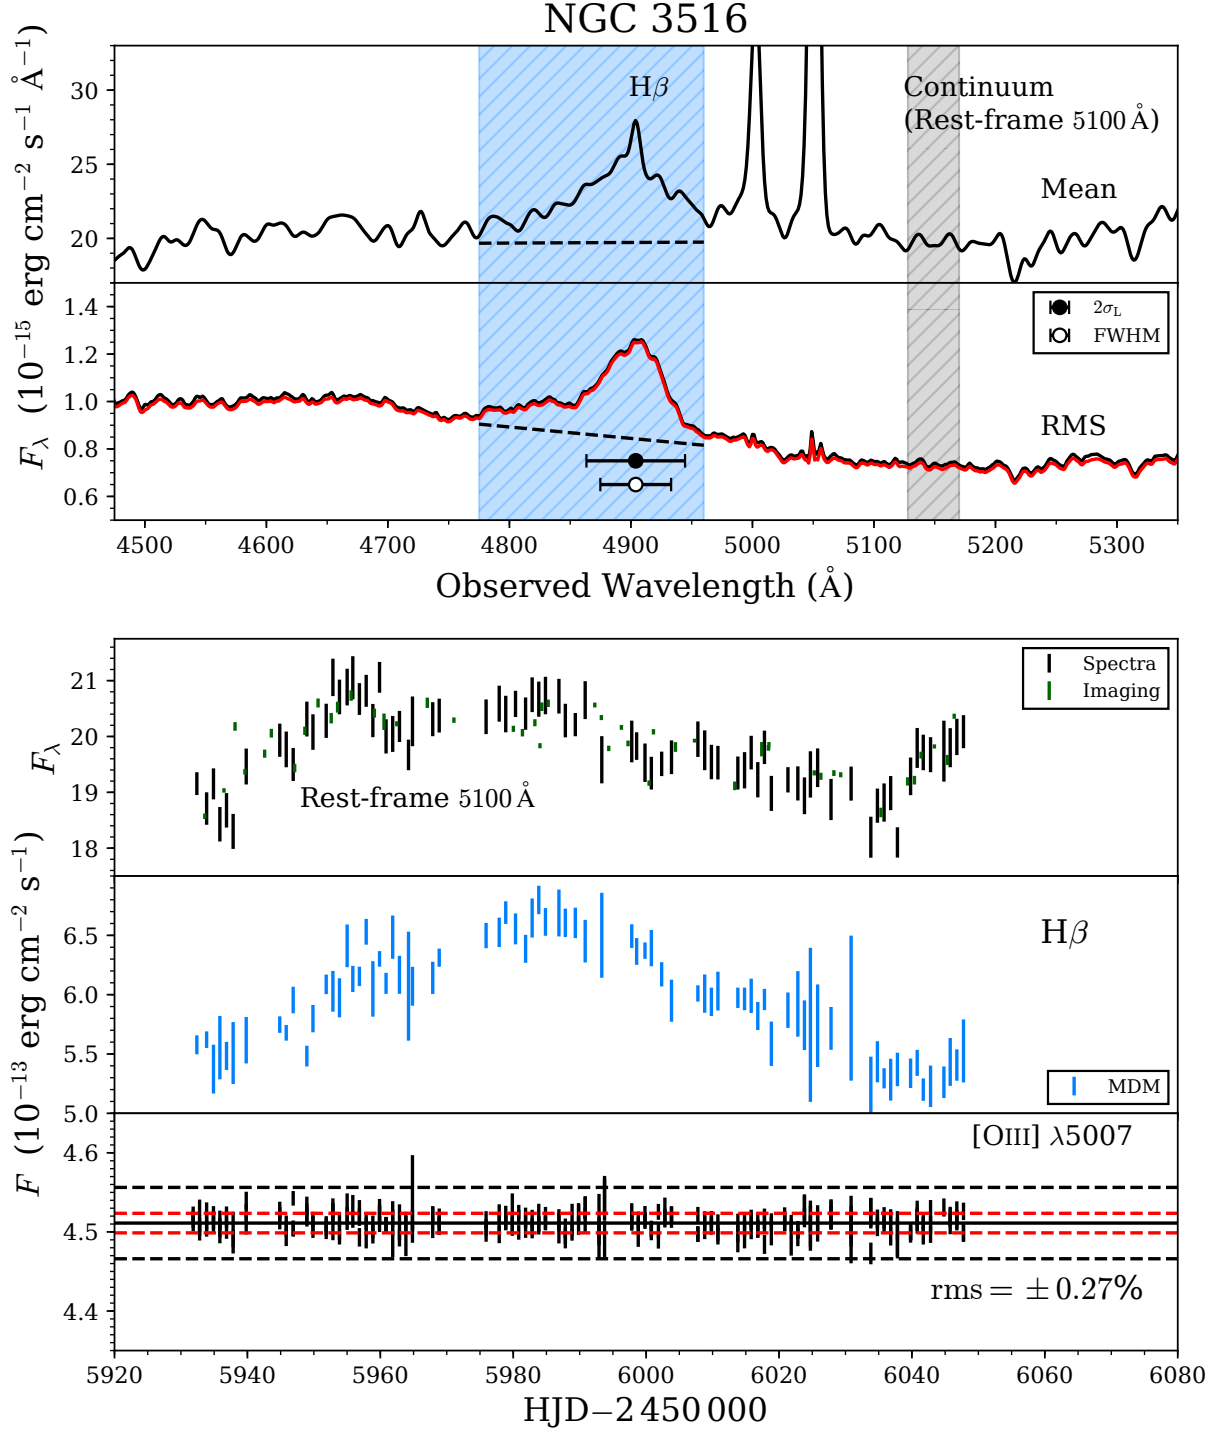 NGC 3516
F_λ (10⁻¹⁵ erg cm⁻² s⁻¹ Å⁻¹)
30
25
20
Hβ
Continuum
(Rest-frame 5100 Å)
Mean
1.4
1.2
1.0
0.8
0.6
2σ_L
FWHM
RMS
4500 4600 4700 4800 4900 5000 5100 5200 5300
Observed Wavelength (Å)
F (10⁻¹³ erg cm⁻² s⁻¹)
F_λ
21
20
19
18
Spectra
Imaging
Rest-frame 5100 Å
6.5
6.0
5.5
5.0
Hβ
MDM
4.6
4.5
4.4
[OIII] λ5007
rms = ±0.27%
5920 5940 5960 5980 6000 6020 6040 6060 6080
HJD−2 450 000